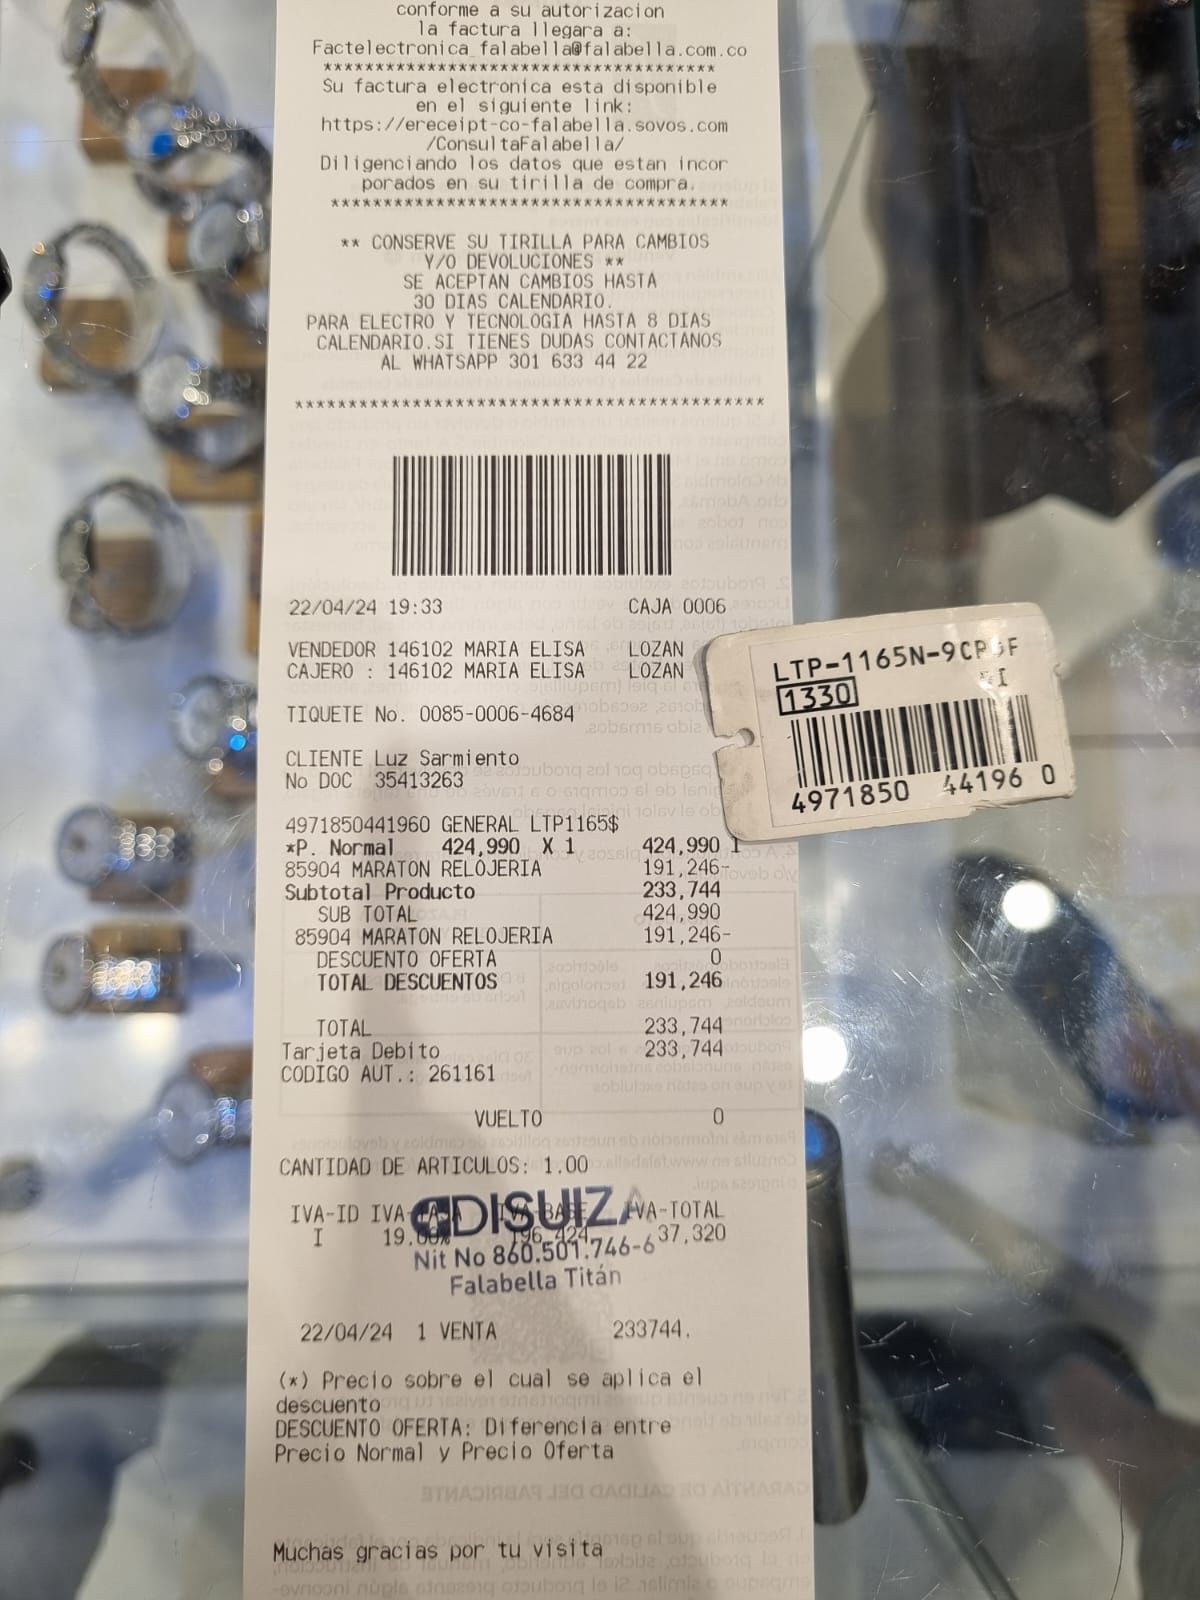 conforme a su autorizacion
la factura llegara a:
Factelectronica_falabella@falabella.com.co
*************************************
Su factura electronica esta disponible
en el siguiente link:
https://ereceipt-co-falabella.sovos.com
/ConsultaFalabella/
Diligenciando los datos que estan incor
porados en su tirilla de compra.
*************************************
** CONSERVE SU TIRILLA PARA CAMBIOS
Y/O DEVOLUCIONES **
SE ACEPTAN CAMBIOS HASTA
30 DIAS CALENDARIO.
PARA ELECTRO Y TECNOLOGIA HASTA 8 DIAS
CALENDARIO.SI TIENES DUDAS CONTACTANOS
AL WHATSAPP 301 633 44 22
********************************************
22/04/24 19:33 CAJA 0006
VENDEDOR 146102 MARIA ELISA LOZAN
CAJERO : 146102 MARIA ELISA LOZAN
TIQUETE No. 0085-0006-4684
CLIENTE Luz Sarmiento
No DOC 35413263
4971850441960 GENERAL LTP1165$
*P. Normal 424,990 X 1 424,990 I
85904 MARATON RELOJERIA 191,246-
Subtotal Producto 233,744
SUB TOTAL 424,990
85904 MARATON RELOJERIA 191,246-
DESCUENTO OFERTA 0
TOTAL DESCUENTOS 191,246
TOTAL 233,744
Tarjeta Debito 233,744
CODIGO AUT.: 261161
VUELTO 0
CANTIDAD DE ARTICULOS: 1.00
IVA-ID IVA-TASA IVA-BASE IVA-TOTAL
I 19.00% 196,424 37,320
DISUIZA
Nit No 860.501.746-6
Falabella Titán
22/04/24 1 VENTA 233744.
(*) Precio sobre el cual se aplica el
descuento
DESCUENTO OFERTA: Diferencia entre
Precio Normal y Precio Oferta
Muchas gracias por tu visita
LTP-1165N-9CRDF
1330
4971850 44196 0